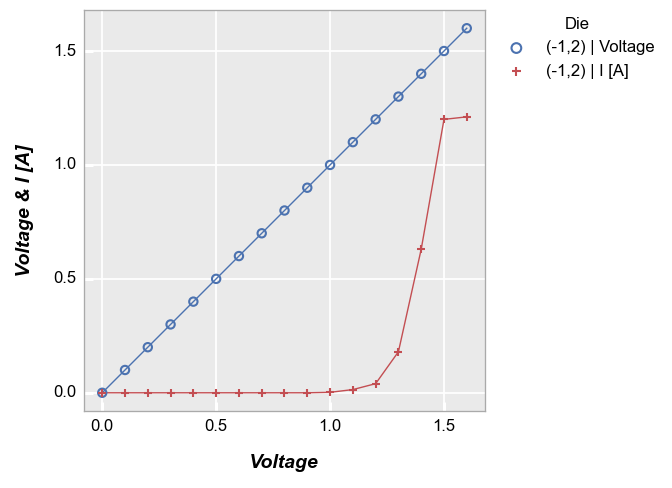 Die
(-1,2) | Voltage
(-1,2) | I [A]
Voltage & I [A]
1.5
1.0
0.5
0.0
0.0 0.5 1.0 1.5
Voltage